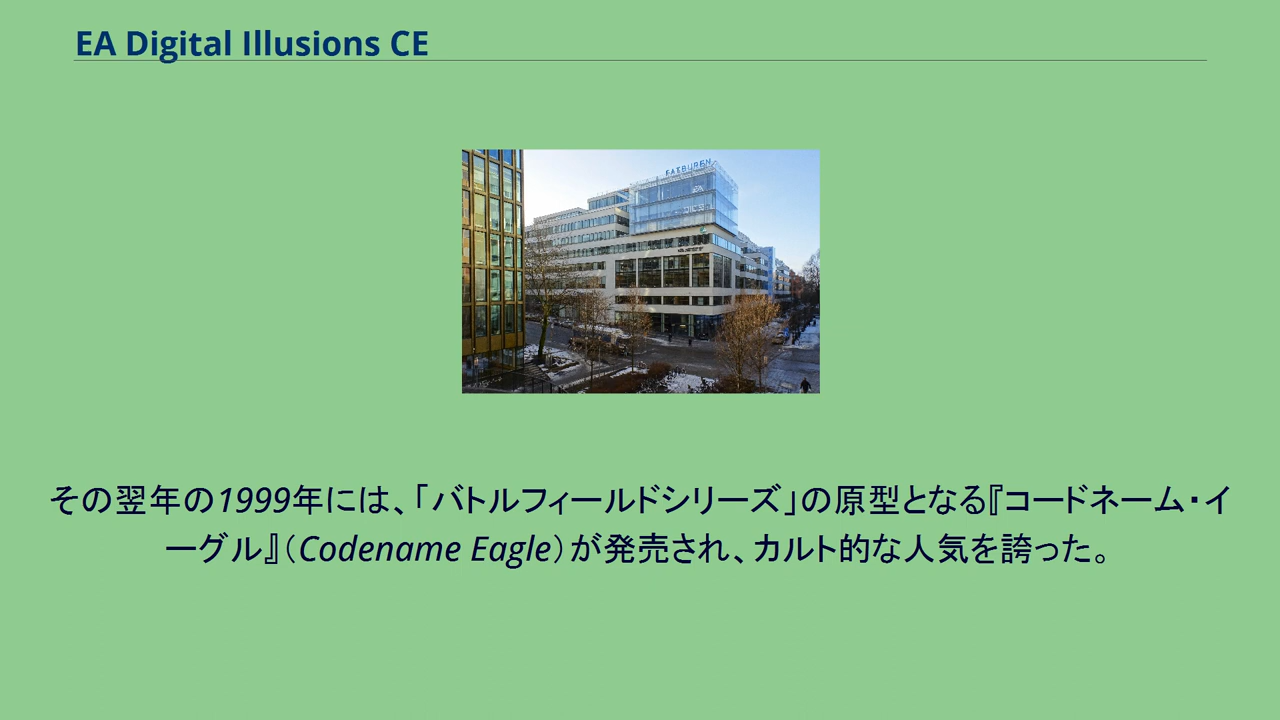 EA Digital Illusions CE
FATBUREN
EA
DICE
その翌年の1999年には、「バトルフィールドシリーズ」の原型となる『コードネーム・イ
ーグル』（Codename Eagle）が発売され、カルト的な人気を誇った。